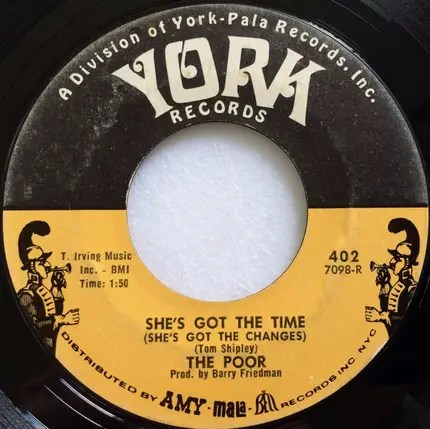 A Division of York-Pala Records, Inc.
YORK
RECORDS
T. Irving Music
Inc. - BMI
Time: 1:50
402
7098-R
SHE'S GOT THE TIME
(SHE'S GOT THE CHANGES)
(Tom Shipley)
THE POOR
Prod. by Barry Friedman
DISTRIBUTED BY AMY - mala - Bell RECORDS INC NYC